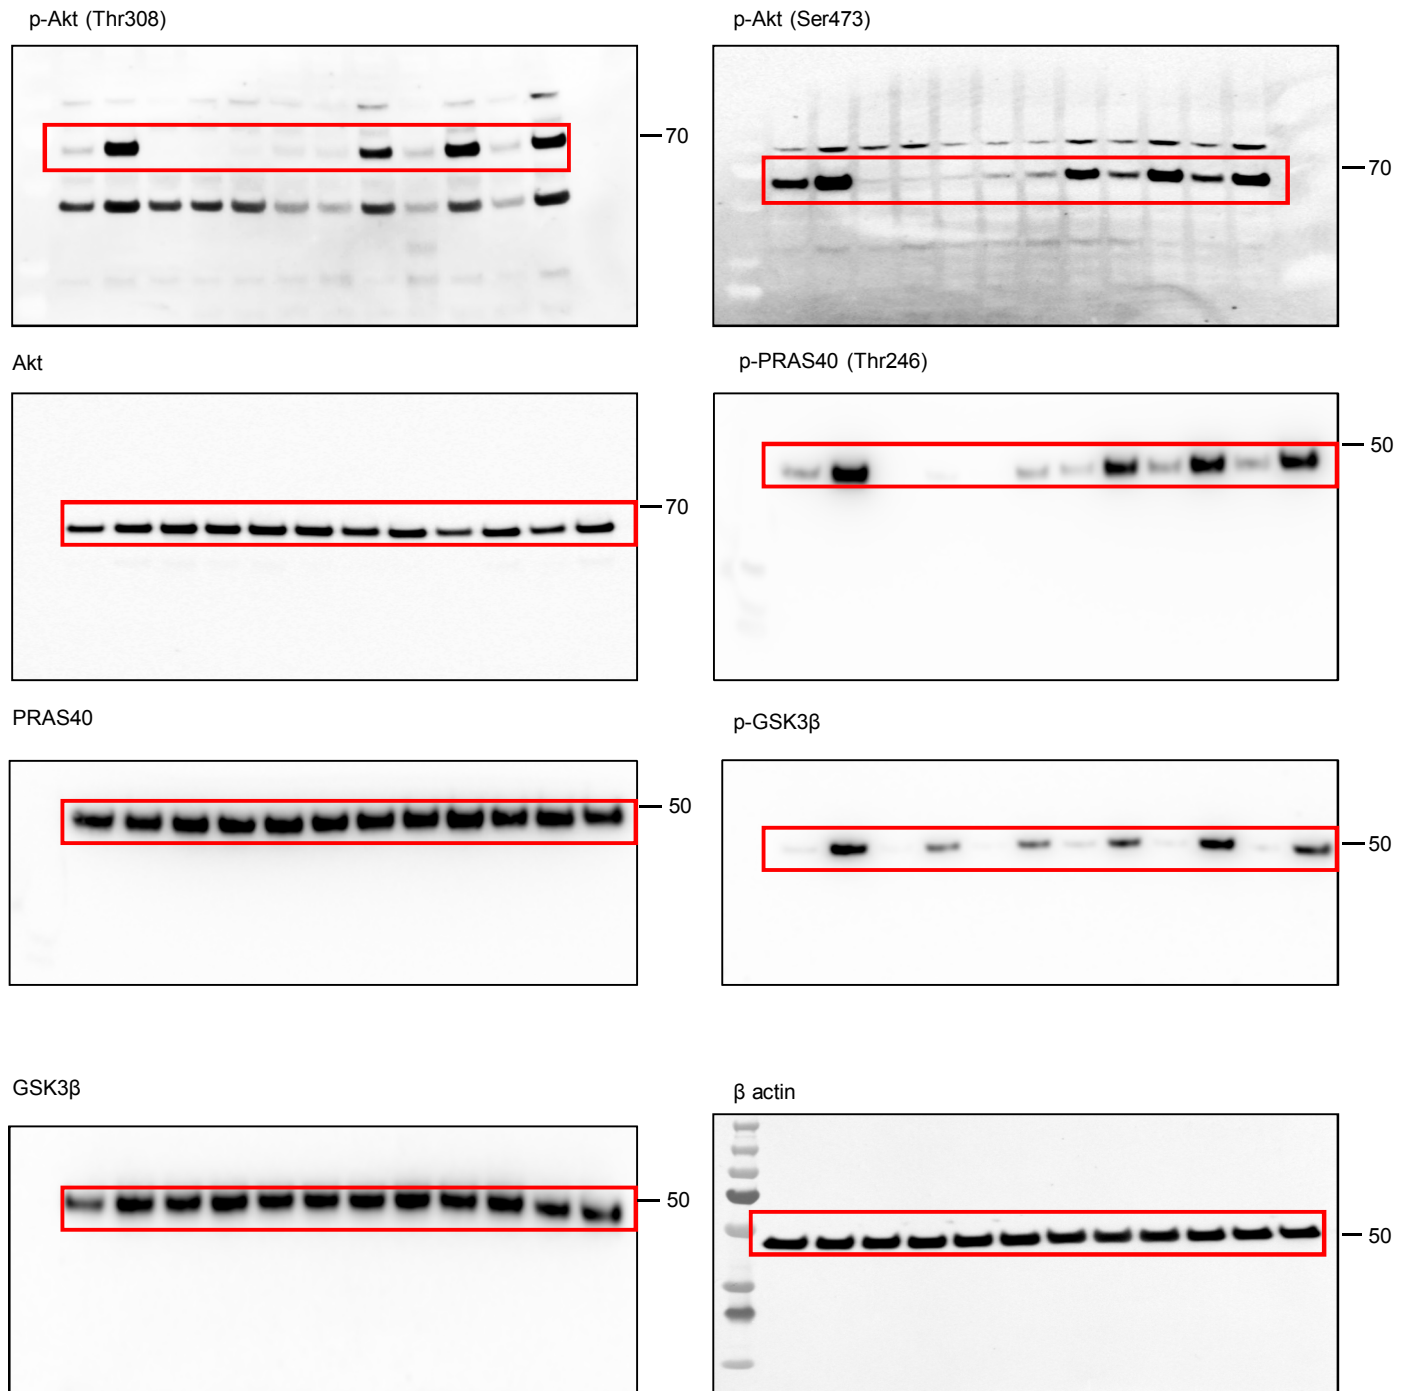 p-Akt (Thr308)
p-Akt (Ser473)
70
70
Akt
p-PRAS40 (Thr246)
50
70
PRAS40
p-GSK3β
50
50
GSK3β
β actin
50
50